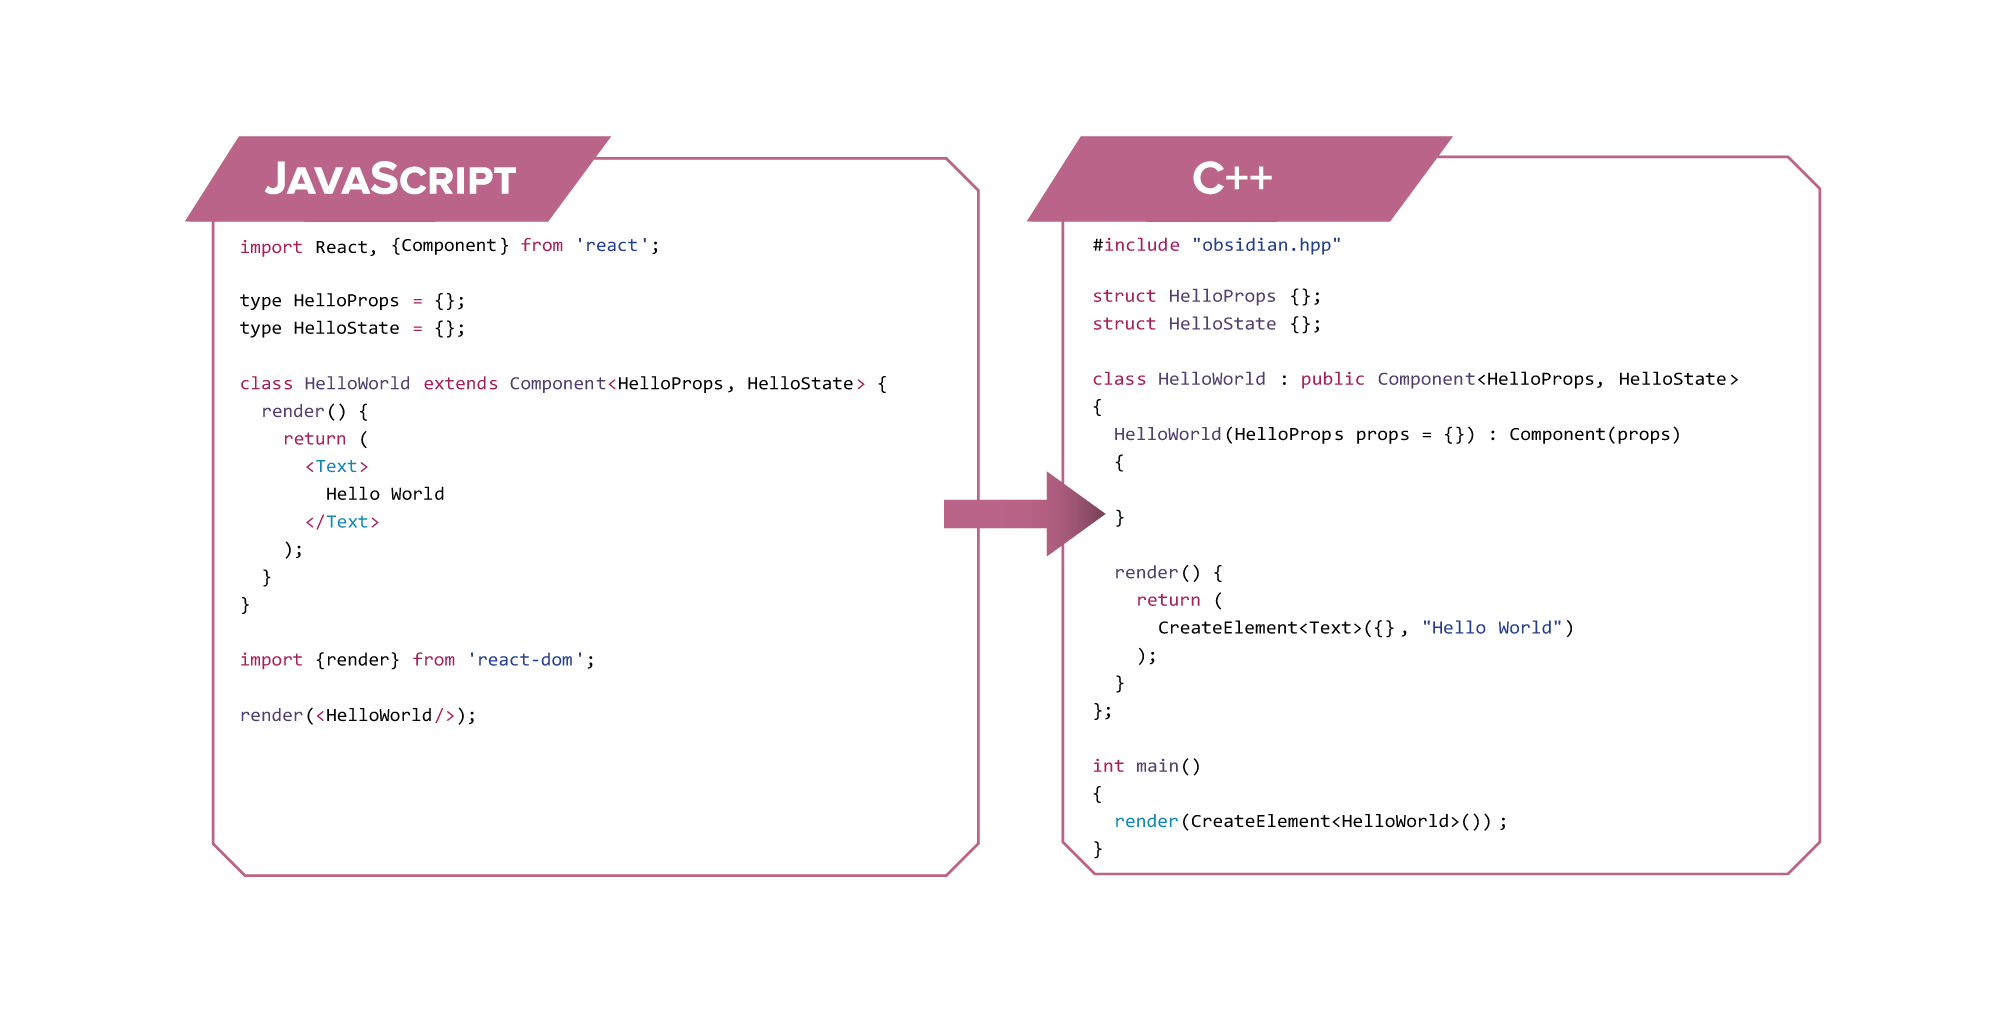 JAVASCRIPT
import React, {Component} from 'react';
type HelloProps = {};
type HelloState = {};
class HelloWorld extends Component<HelloProps, HelloState> {
render() {
return (
<Text>
Hello World
</Text>
);
}
}
import {render} from 'react-dom';
render(<HelloWorld/>);
C++
#include "obsidian.hpp"
struct HelloProps {};
struct HelloState {};
class HelloWorld : public Component<HelloProps, HelloState>
{
HelloWorld(HelloProps props = {}) : Component(props)
{
}
render() {
return (
CreateElement<Text>({}, "Hello World")
);
}
};
int main()
{
render(CreateElement<HelloWorld>());
}